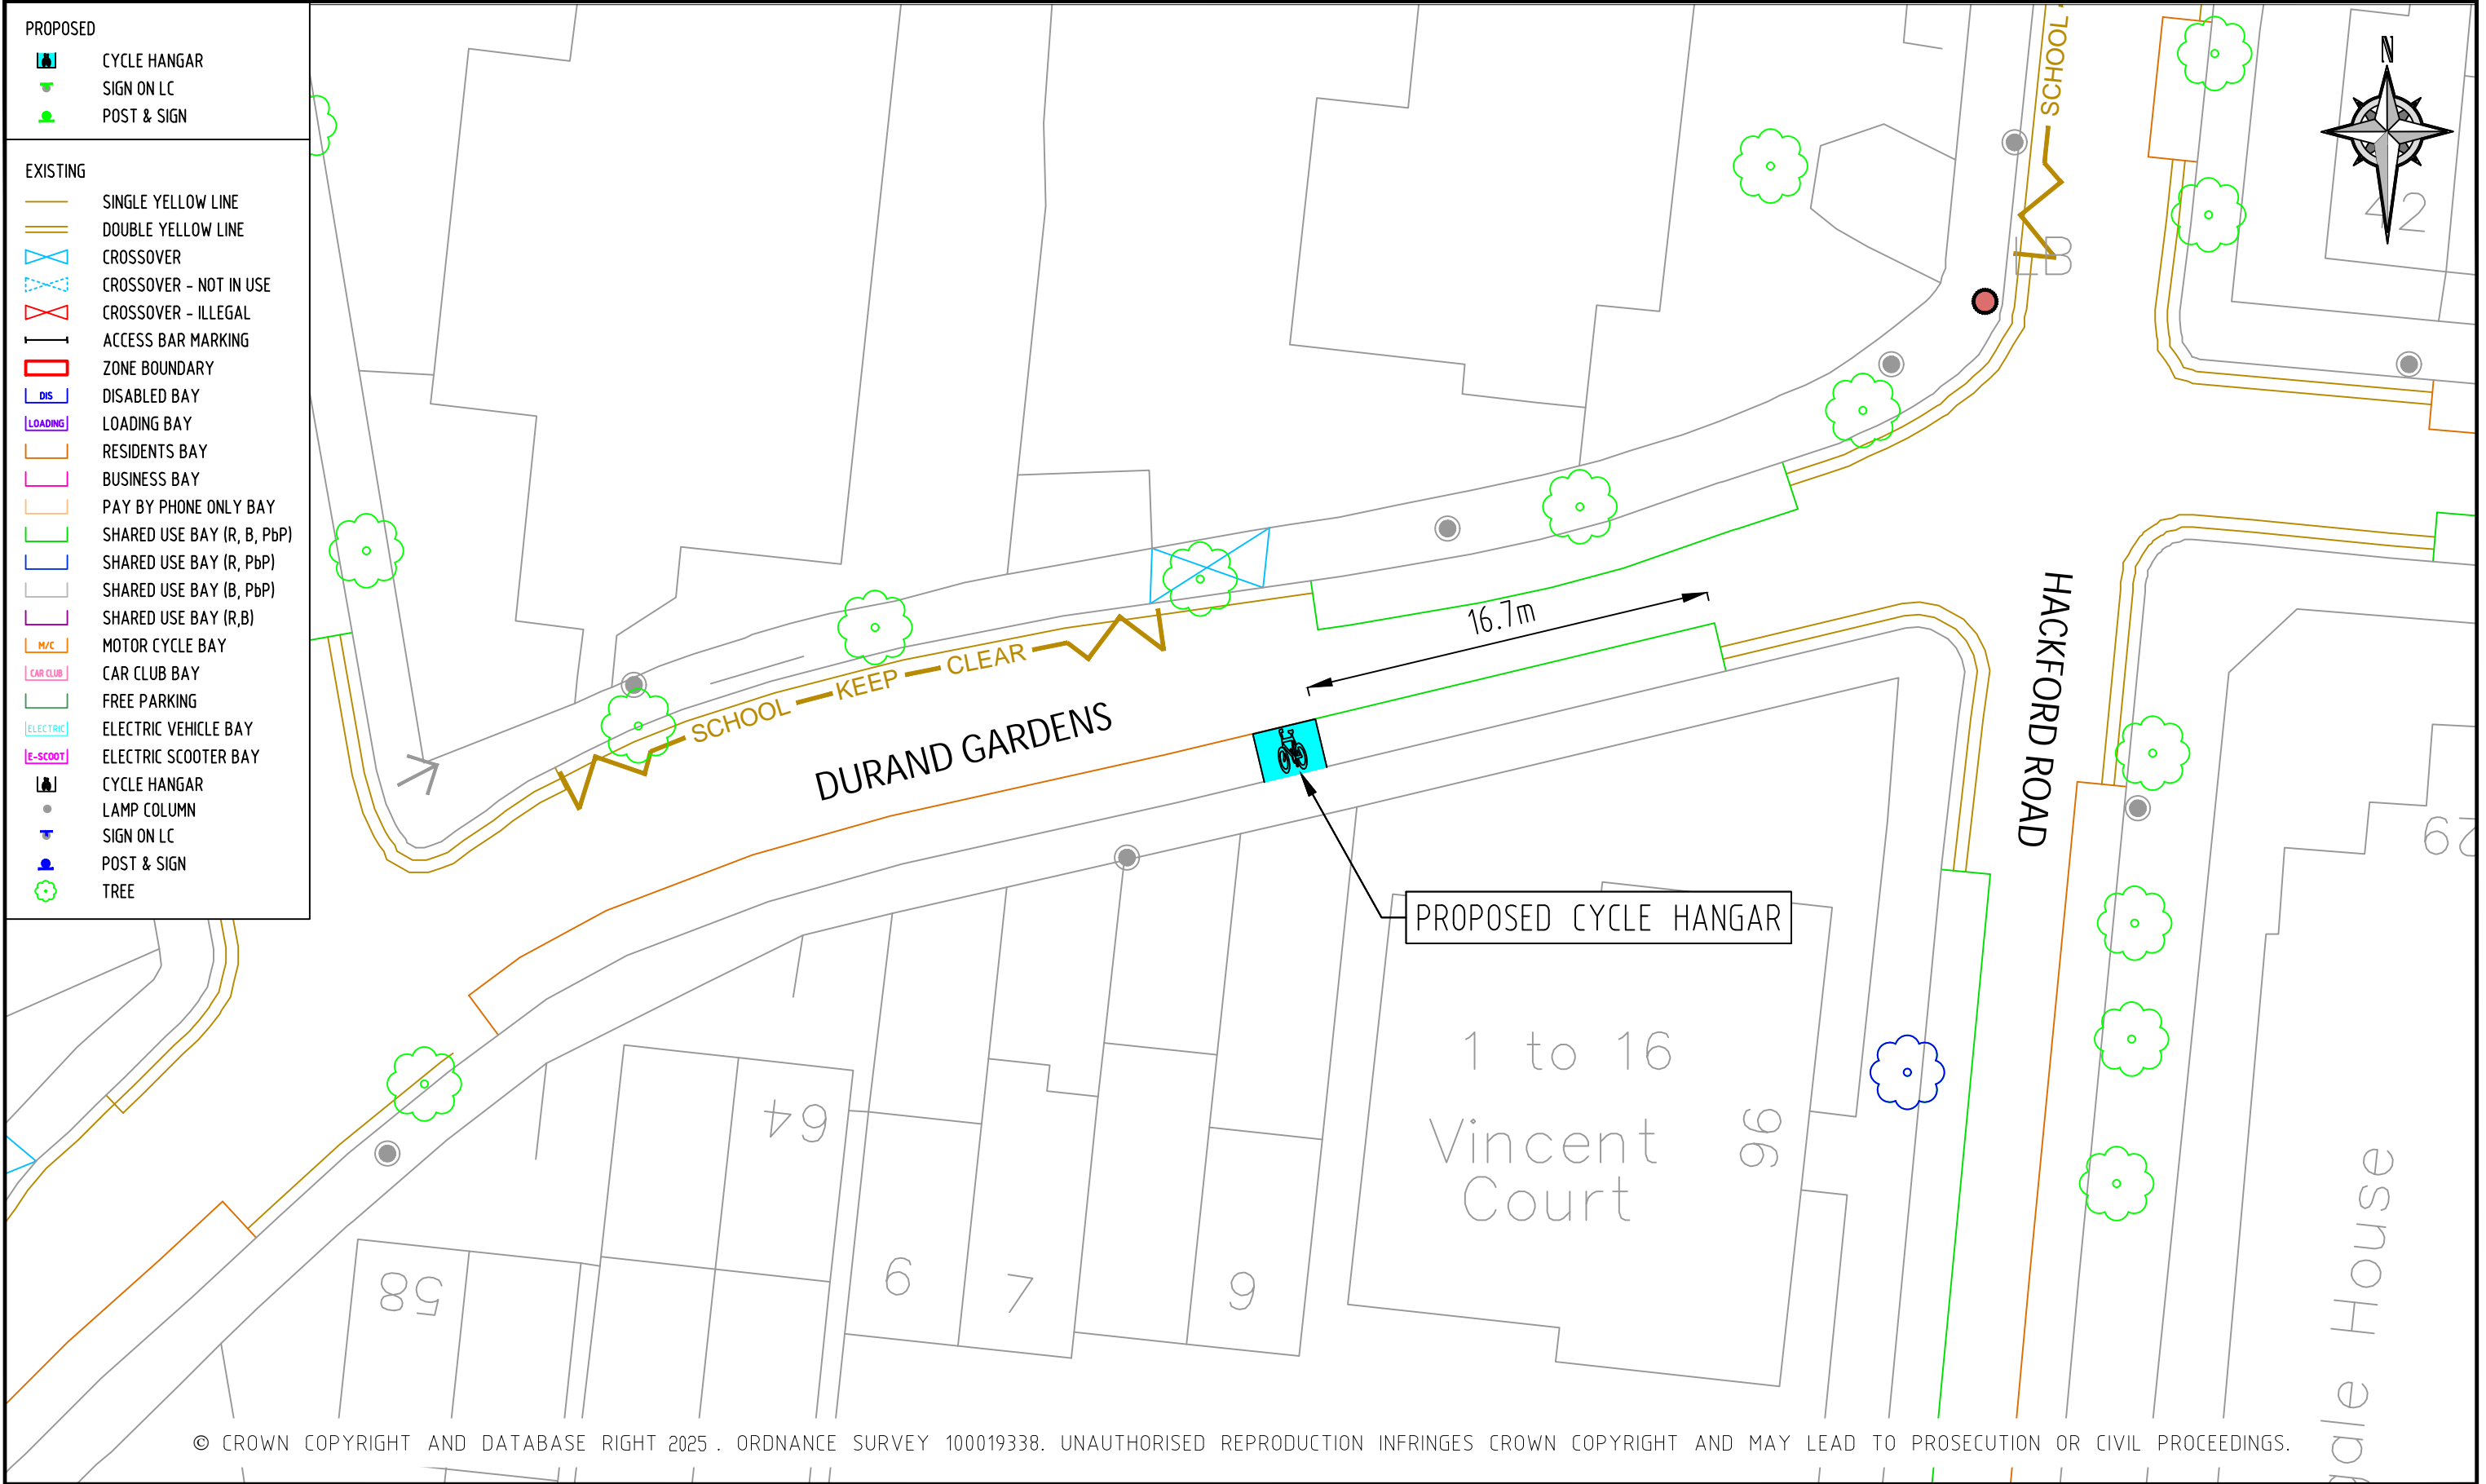 PROPOSED
CYCLE HANGAR
SIGN ON LC
POST & SIGN
EXISTING
SINGLE YELLOW LINE
DOUBLE YELLOW LINE
CROSSOVER
CROSSOVER - NOT IN USE
CROSSOVER - ILLEGAL
ACCESS BAR MARKING
ZONE BOUNDARY
DIS DISABLED BAY
LOADING LOADING BAY
RESIDENTS BAY
BUSINESS BAY
PAY BY PHONE ONLY BAY
SHARED USE BAY (R, B, PbP)
SHARED USE BAY (R, PbP)
SHARED USE BAY (B, PbP)
SHARED USE BAY (R,B)
M/C MOTOR CYCLE BAY
CAR CLUB CAR CLUB BAY
FREE PARKING
ELECTRIC ELECTRIC VEHICLE BAY
E-SCOOT ELECTRIC SCOOTER BAY
CYCLE HANGAR
LAMP COLUMN
SIGN ON LC
POST & SIGN
TREE
SCHOOL
N
42
TB
16.7m
SCHOOL KEEP CLEAR
DURAND GARDENS
HACKFORD ROAD
PROPOSED CYCLE HANGAR
1 to 16
Vincent
Court
96
64
58
6
7
9
House
© CROWN COPYRIGHT AND DATABASE RIGHT 2025 . ORDNANCE SURVEY 100019338. UNAUTHORISED REPRODUCTION INFRINGES CROWN COPYRIGHT AND MAY LEAD TO PROSECUTION OR CIVIL PROCEEDINGS.